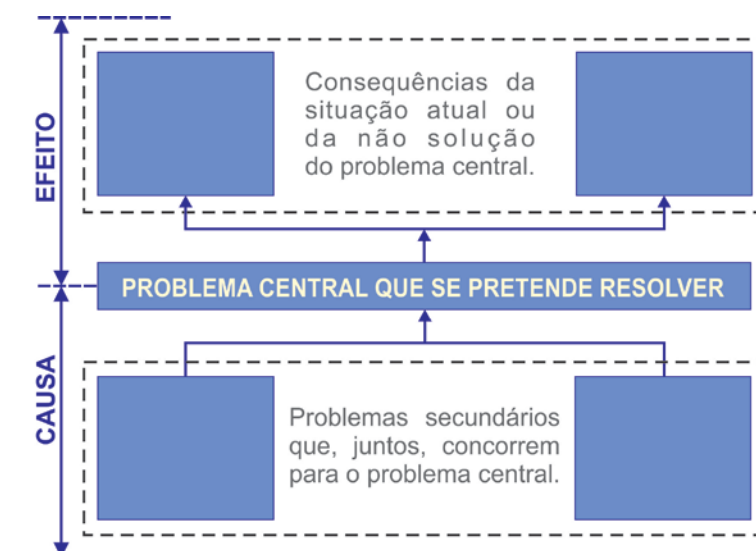 EFEITO
Consequências da
situação atual ou
da não solução
do problema central.
PROBLEMA CENTRAL QUE SE PRETENDE RESOLVER
CAUSA
Problemas secundários
que, juntos, concorrem
para o problema central.